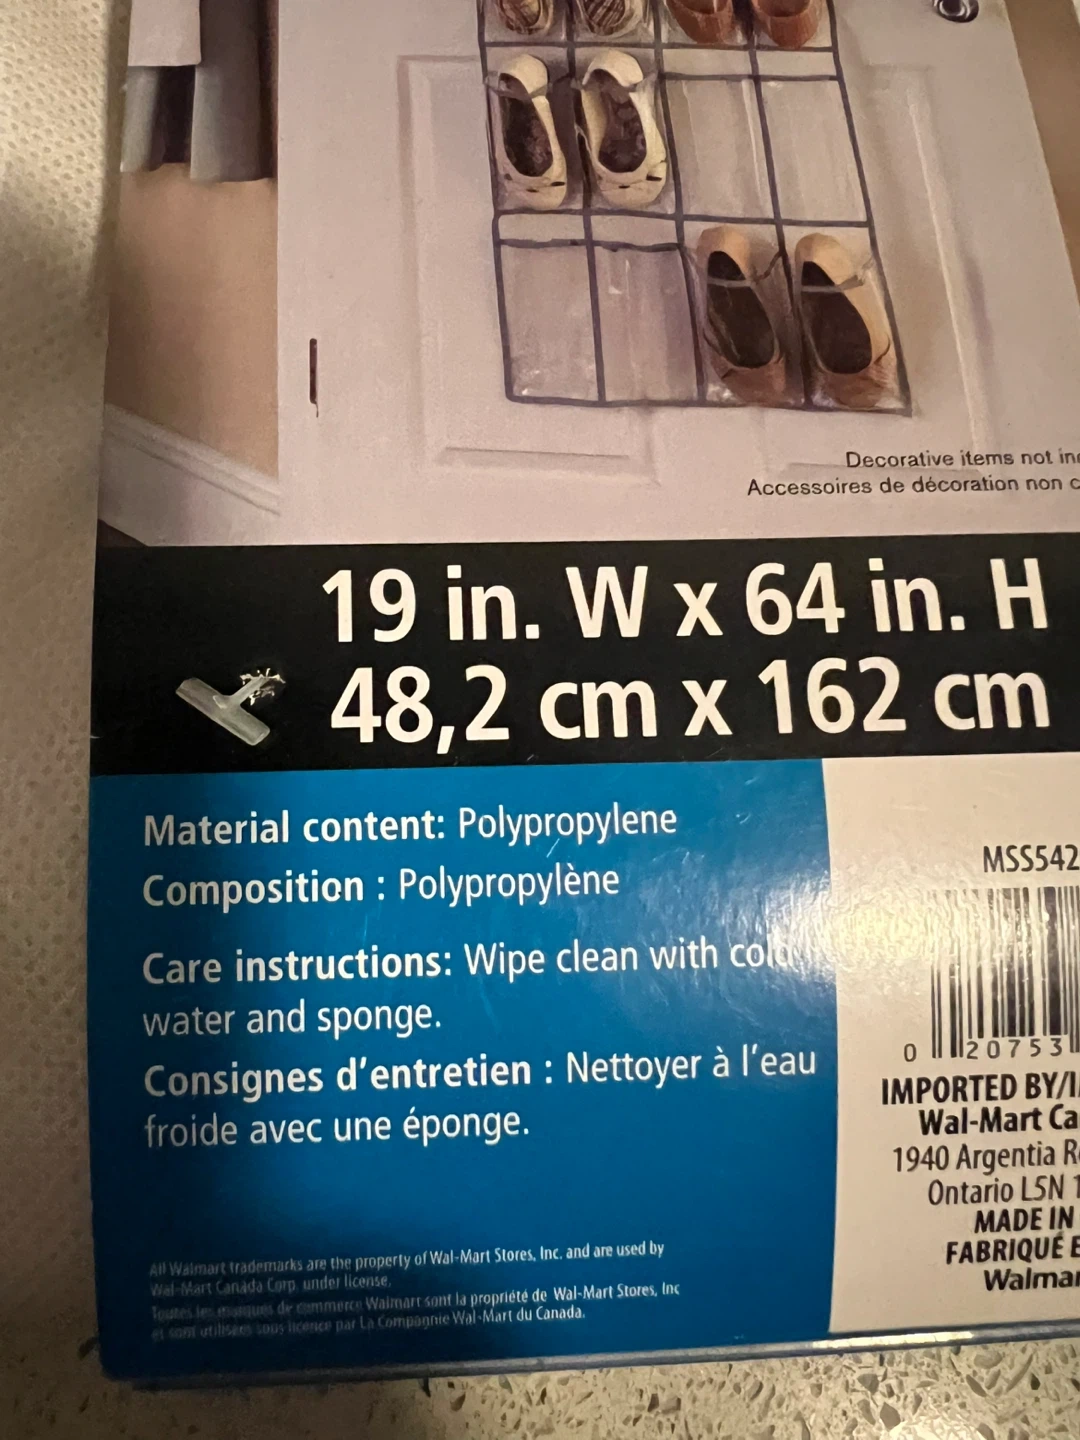 Decorative items not
Accessoires de décoration non
19 in. W x 64 in. H
48,2 cm x 162 cm
Material content: Polypropylene
Composition : Polypropylène
Care instructions: Wipe clean with cold
water and sponge.
Consignes d'entretien : Nettoyer à l'eau
froide avec une éponge.
All Walmart trademarks are the property of Wal-Mart Stores, Inc. and are used by
Wal-Mart Canada Corp. under license.
Toutes les marques de commerce Walmart sont la propriété de Wal-Mart Stores, Inc
et sont utilisées sous licence par La Compagnie Wal-Mart du Canada.
MSS542
0 20753
IMPORTED BY/
Wal-Mart
1940 Argentia
Ontario L5N
MADE IN
FABRIQUÉ